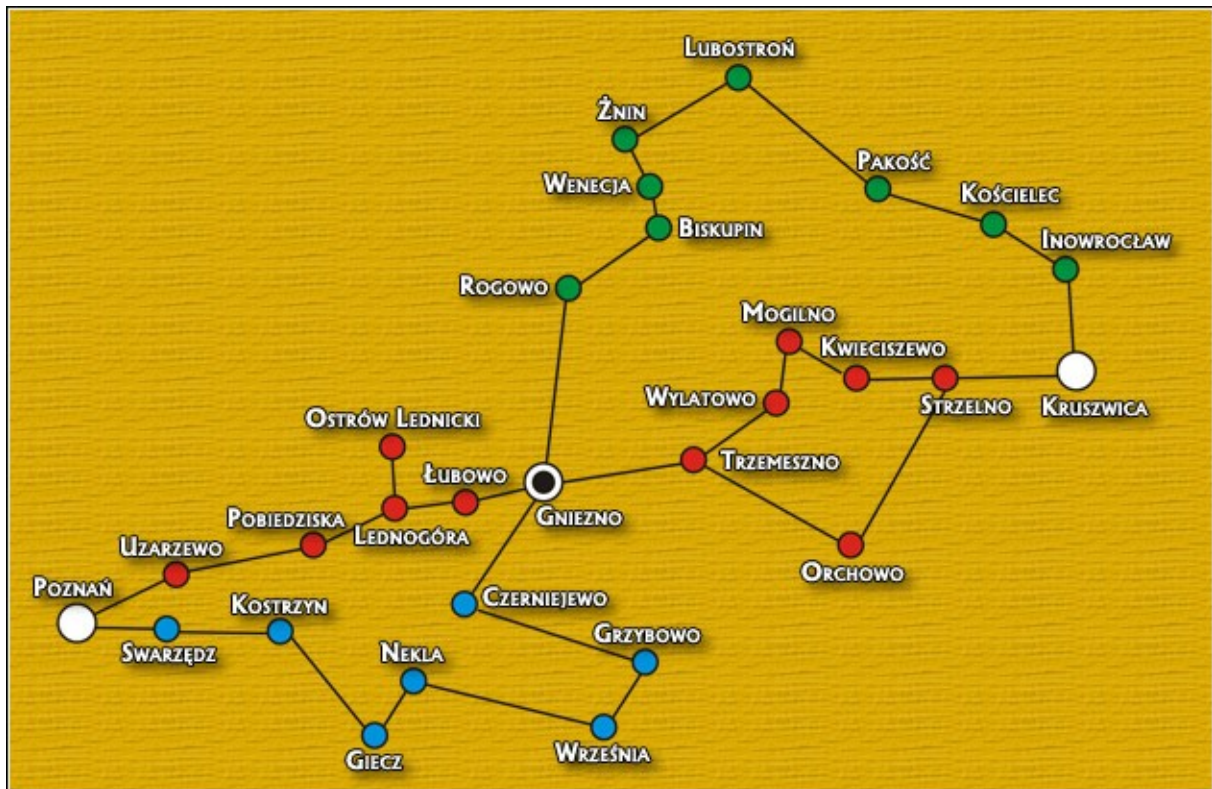 Lubostroń
Żnin
Pakość
Wenecja
Kościelec
Biskupin
Inowrocław
Rogowo
Mogilno
Kwieciszewo
Wylatowo
Strzelno
Kruszwica
Ostrów Lednicki
Łubowo
Trzemeszno
Gniezno
Pobiedziska
Lednogóra
Uzarzewo
Orchowo
Poznań
Kostrzyn
Czerniejewo
Grzybowo
Swarzędz
Nekla
Giecz
Września